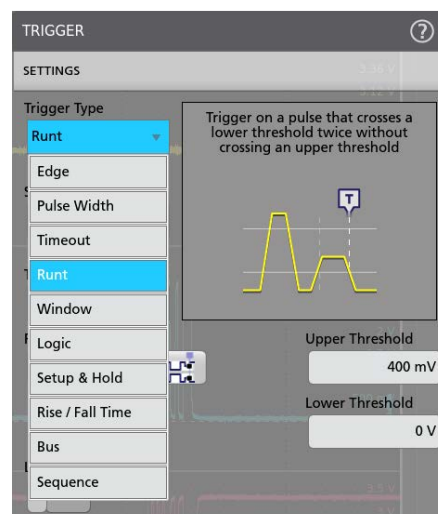 TRIGGER
?
SETTINGS
Trigger Type
Runt
Edge
Pulse Width
Timeout
Runt
Window
Logic
Setup & Hold
Rise / Fall Time
Bus
Sequence
Trigger on a pulse that crosses a
lower threshold twice without
crossing an upper threshold
T
Upper Threshold
400 mV
Lower Threshold
0 V